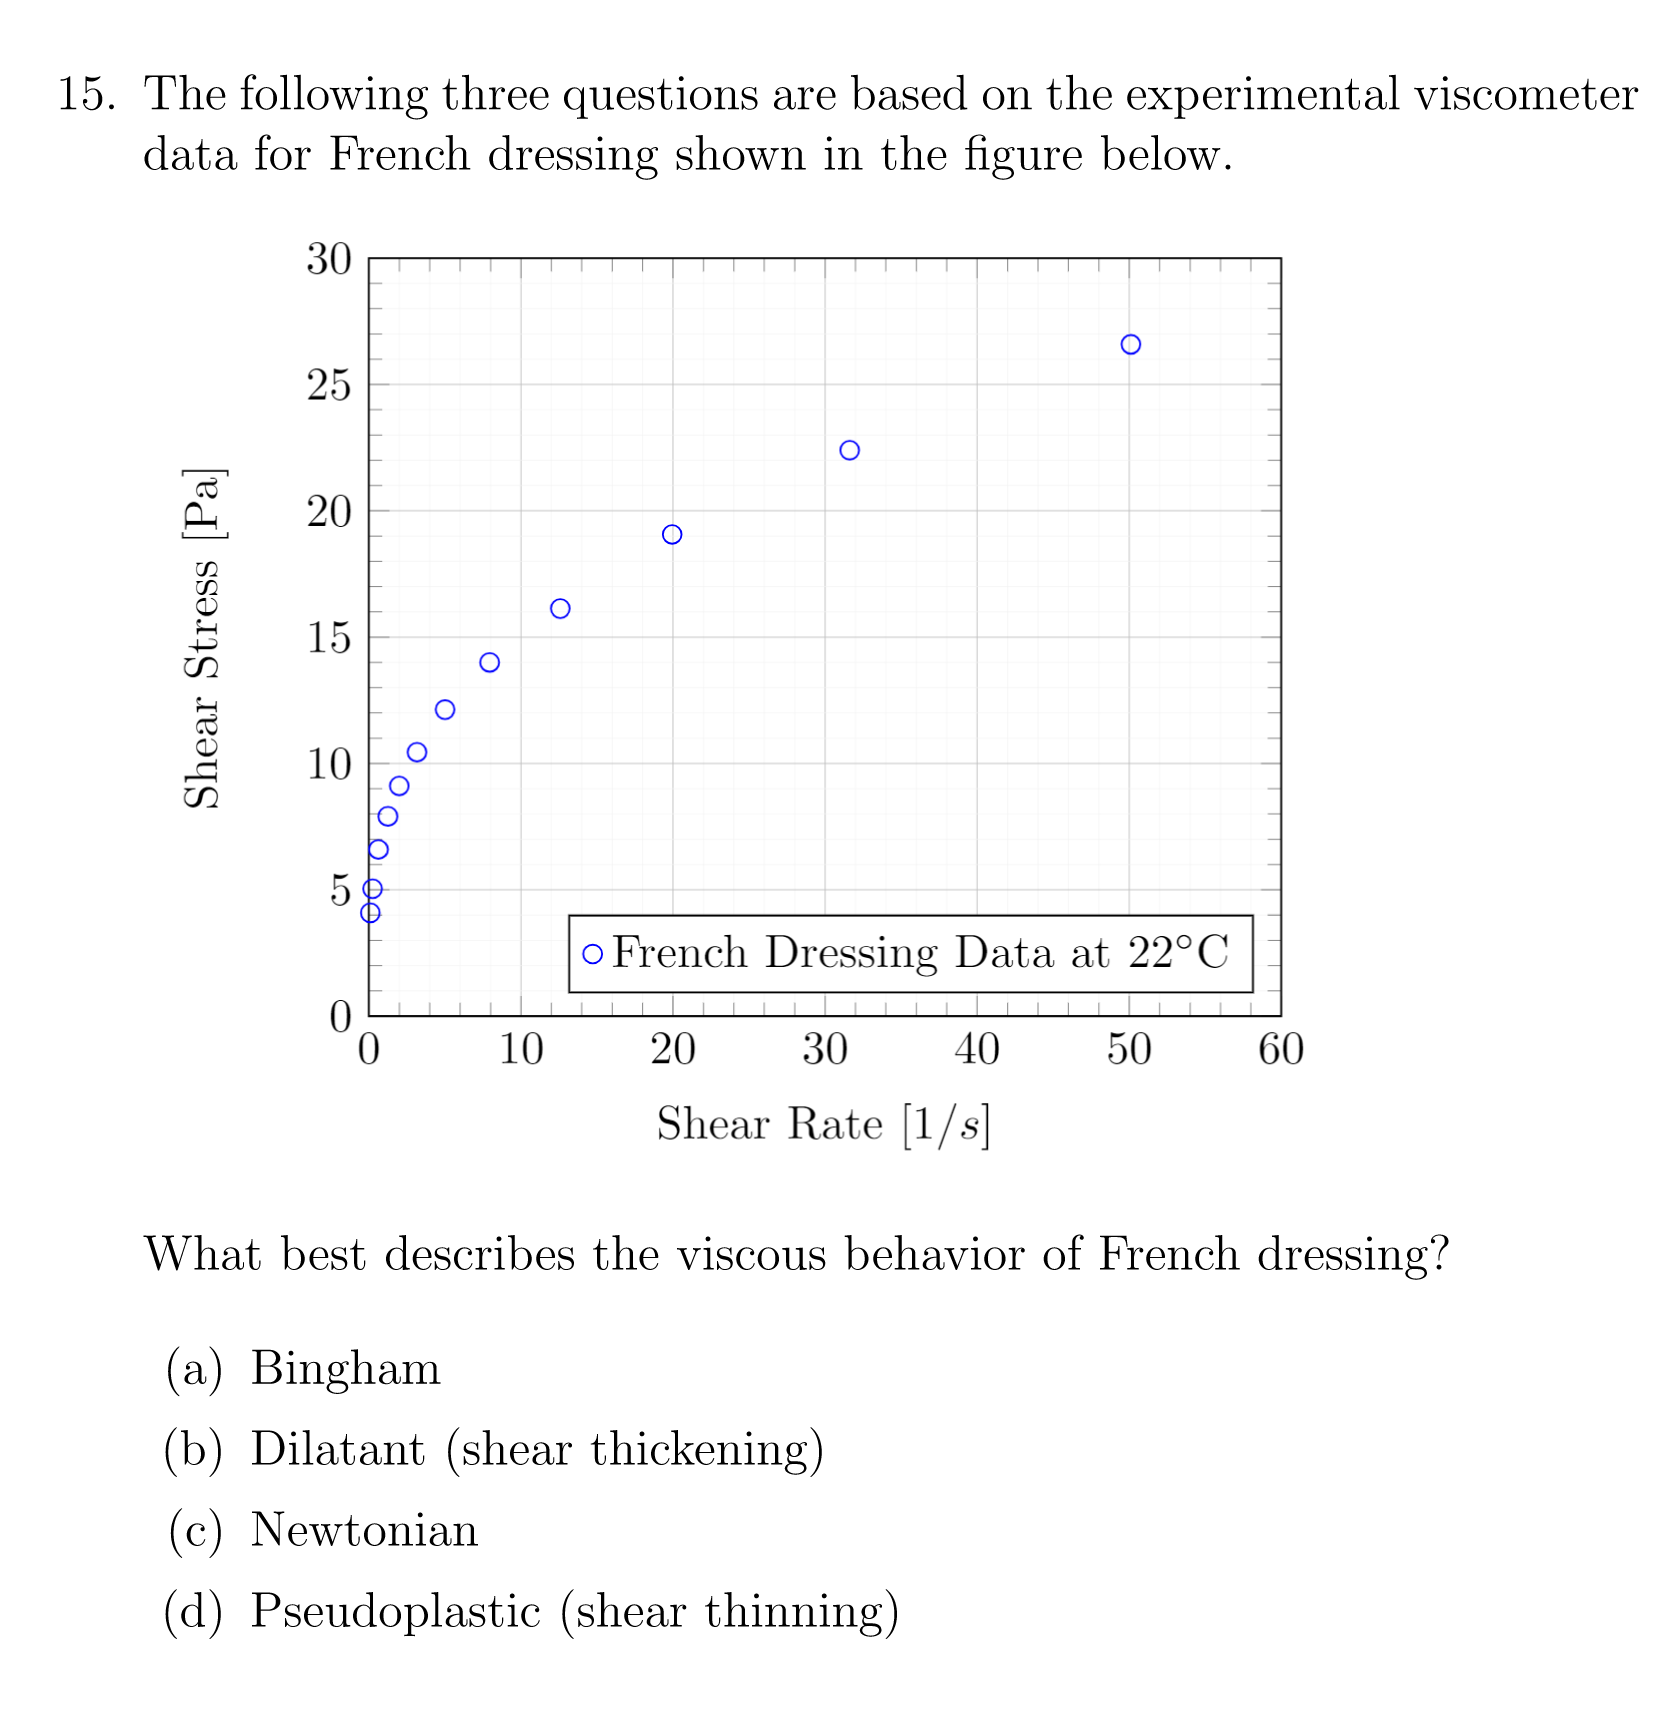 15. The following three questions are based on the experimental viscometer
data for French dressing shown in the figure below.
30
25
20
15
10
5
0
Shear Stress [Pa]
French Dressing Data at 22°C
0 10 20 30 40 50 60
Shear Rate [1/s]
What best describes the viscous behavior of French dressing?
(a) Bingham
(b) Dilatant (shear thickening)
(c) Newtonian
(d) Pseudoplastic (shear thinning)